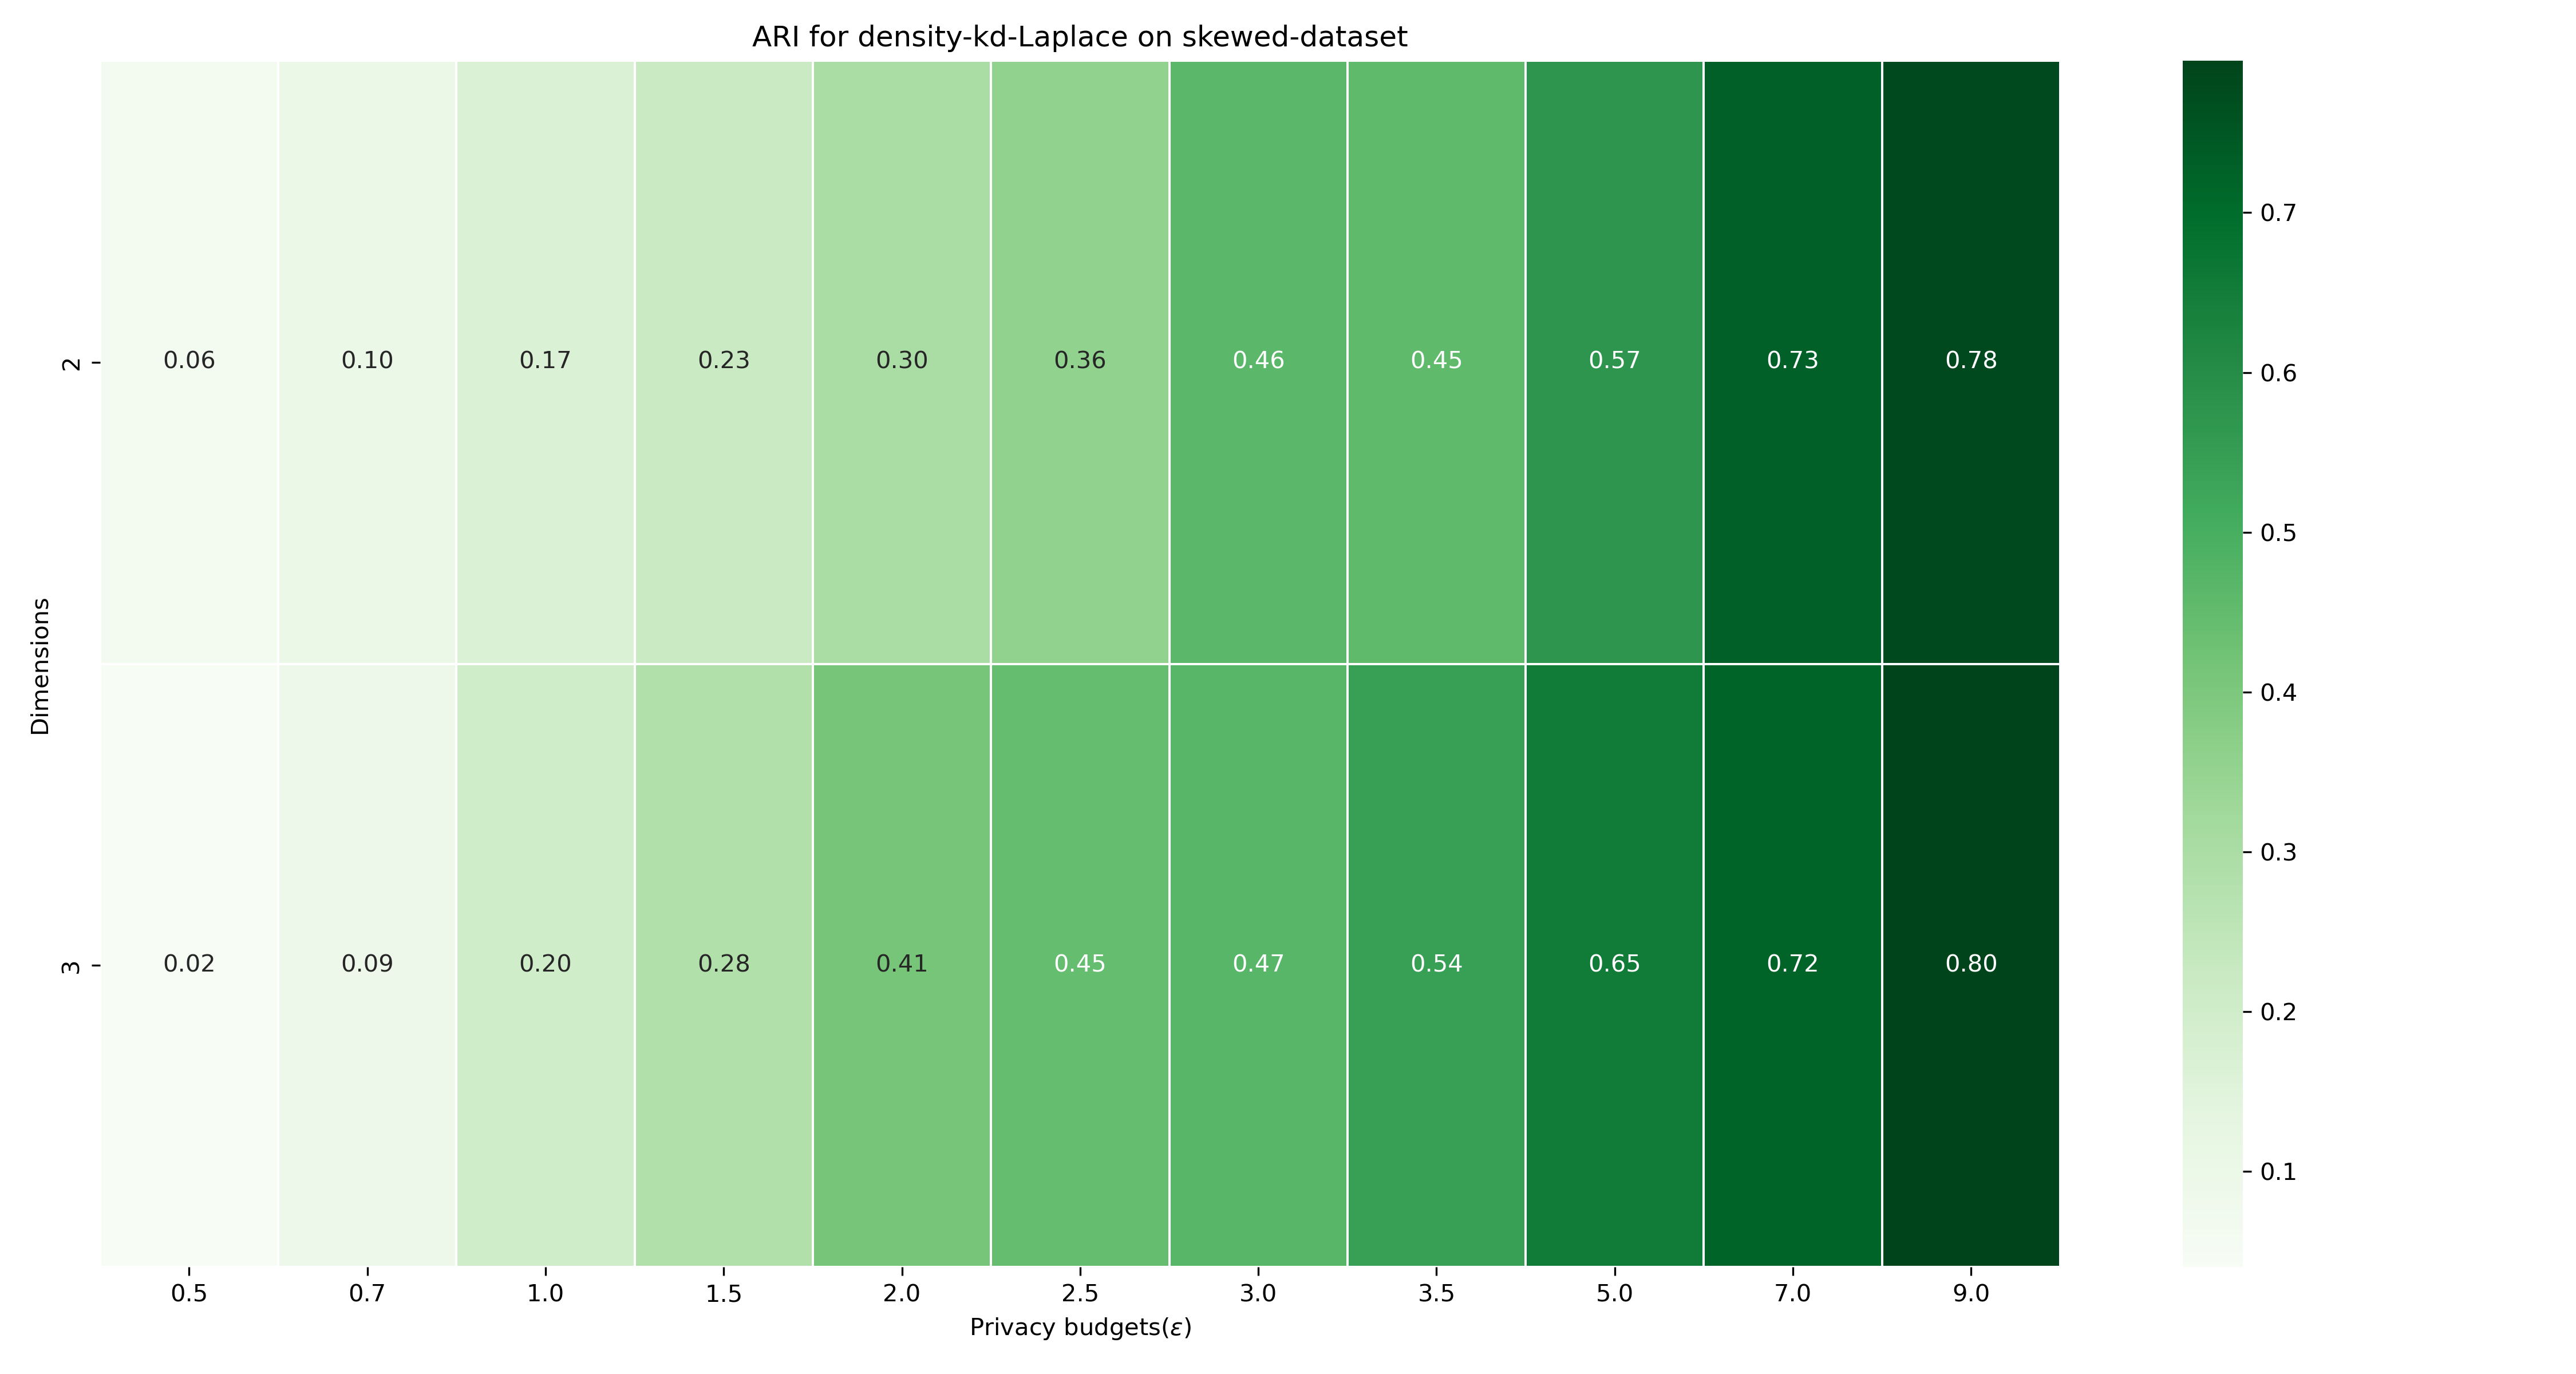 ARI for density-kd-Laplace on skewed-dataset
Dimensions
2
0.06 0.10 0.17 0.23 0.30 0.36 0.46 0.45 0.57 0.73 0.78
3
0.02 0.09 0.20 0.28 0.41 0.45 0.47 0.54 0.65 0.72 0.80
0.5 0.7 1.0 1.5 2.0 2.5 3.0 3.5 5.0 7.0 9.0
Privacy budgets(ε)
0.7
0.6
0.5
0.4
0.3
0.2
0.1